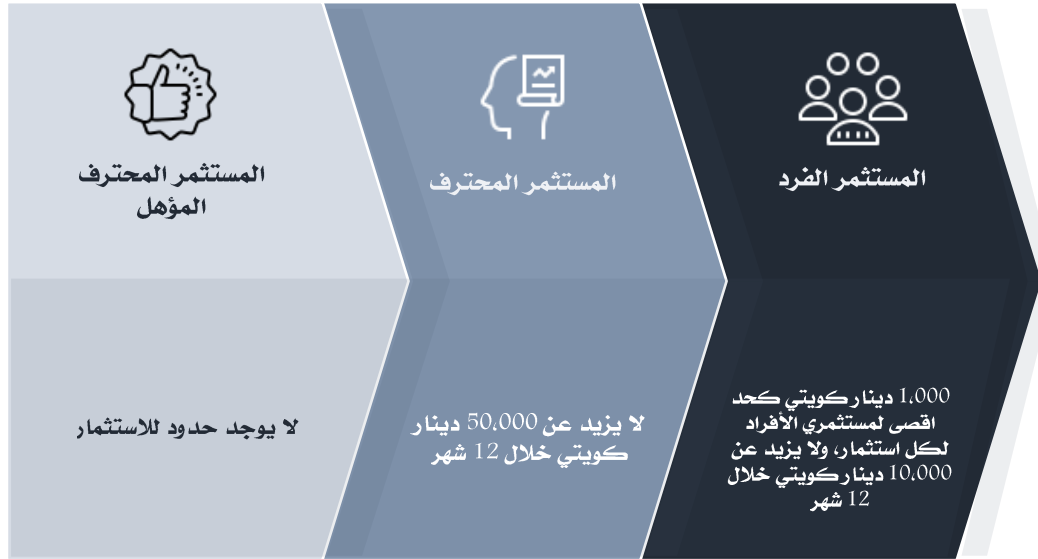 المستثمر الفرد
1,000 دينار كويتي كحد
اقصى لمستثمري الأفراد
لكل استثمار، ولا يزيد عن
10,000 دينار كويتي خلال
12 شهر
المستثمر المحترف
لا يزيد عن 50,000 دينار
كويتي خلال 12 شهر
المستثمر المحترف
المؤهل
لا يوجد حدود للاستثمار